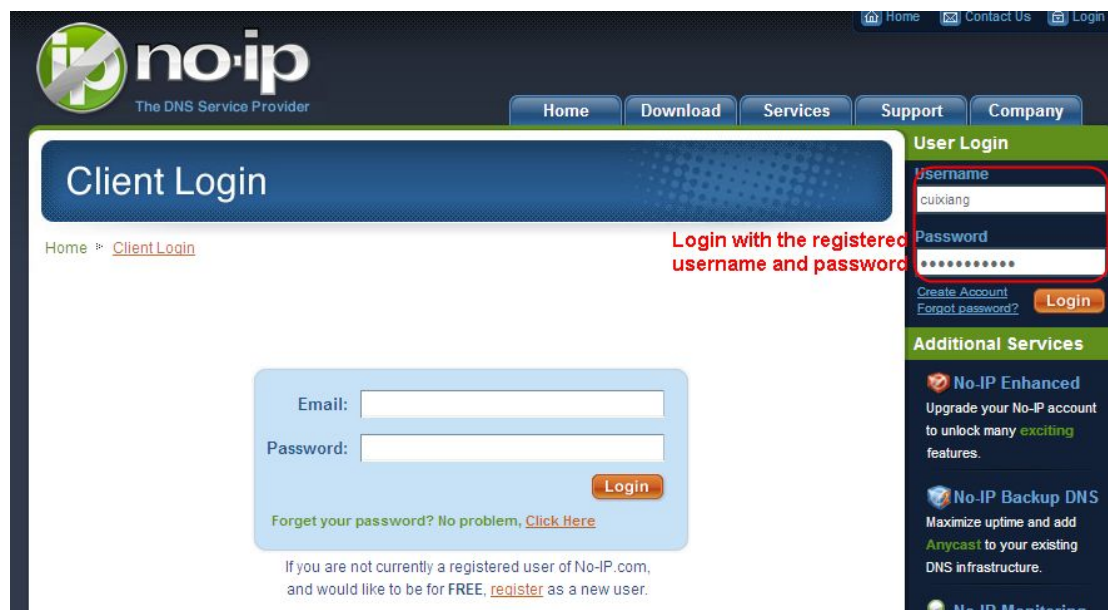 Home Contact Us Login
ip no·ip
The DNS Service Provider
Home Download Services Support Company
Client Login
Home Client Login
Login with the registered
username and password
User Login
Username
cuixiang
Password
•••••••••••
Create Account
Forgot password?
Login
Additional Services
No-IP Enhanced
Upgrade your No-IP account
to unlock many exciting
features.
No-IP Backup DNS
Maximize uptime and add
Anycast to your existing
DNS infrastructure.
No-IP Monitoring
Email:
Password:
Login
Forget your password? No problem, Click Here
If you are not currently a registered user of No-IP.com,
and would like to be for FREE, register as a new user.